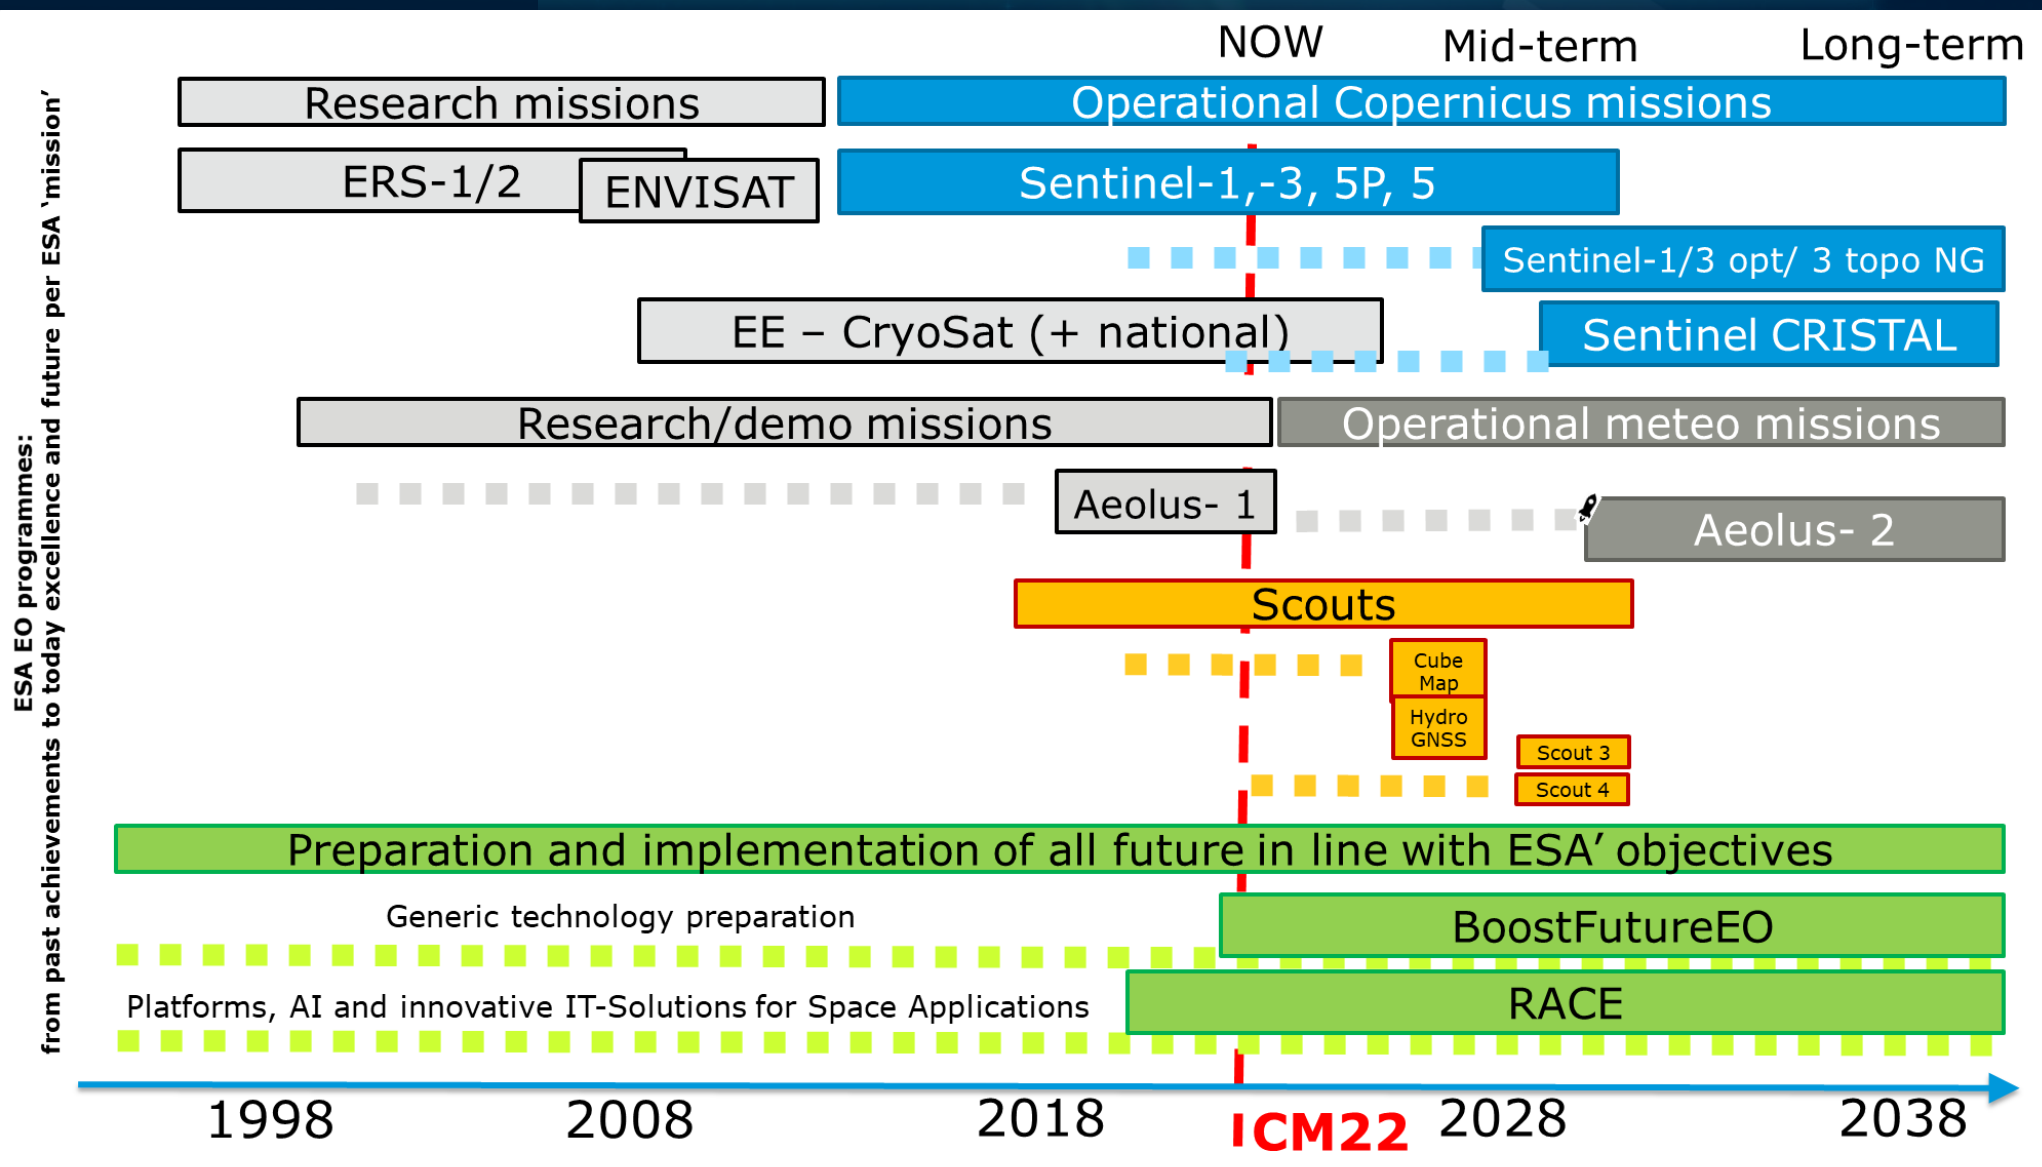 NOW
Mid-term
Long-term
Research missions
Operational Copernicus missions
ERS-1/2
ENVISAT
Sentinel-1,-3, 5P, 5
Sentinel-1/3 opt/ 3 topo NG
EE – CryoSat (+ national)
Sentinel CRISTAL
Research/demo missions
Operational meteo missions
Aeolus- 1
Aeolus- 2
Scouts
Cube
Map
Hydro
GNSS
Scout 3
Scout 4
Preparation and implementation of all future in line with ESA’ objectives
Generic technology preparation
BoostFutureEO
Platforms, AI and innovative IT-Solutions for Space Applications
RACE
1998
2008
2018
CM22
2028
2038
ESA EO programmes:
from past achievements to today excellence and future per ESA ‘mission’